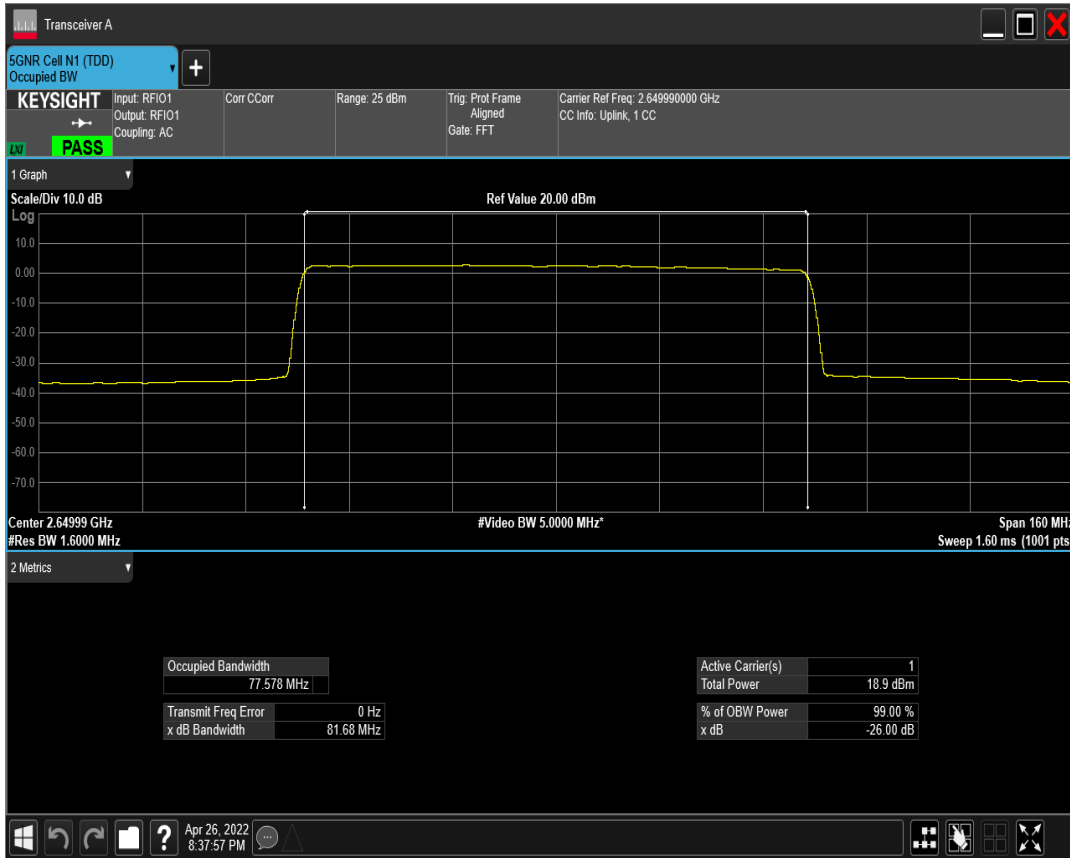 Transceiver A
5GNR Cell N1 (TDD)
Occupied BW
+
KEYSIGHT
LXI
PASS
Input: RFIO1
Output: RFIO1
Coupling: AC
Corr CCorr
Range: 25 dBm
Trig: Prot Frame
Aligned
Gate: FFT
Carrier Ref Freq: 2.649990000 GHz
CC Info: Uplink, 1 CC
1 Graph
Scale/Div 10.0 dB
Ref Value 20.00 dBm
Log
10.0
0.00
-10.0
-20.0
-30.0
-40.0
-50.0
-60.0
-70.0
Center 2.64999 GHz
#Video BW 5.0000 MHz*
Span 160 MHz
#Res BW 1.6000 MHz
Sweep 1.60 ms (1001 pts
2 Metrics
Occupied Bandwidth
77.578 MHz
Transmit Freq Error 0 Hz
x dB Bandwidth 81.68 MHz
Active Carrier(s) 1
Total Power 18.9 dBm
% of OBW Power 99.00 %
x dB -26.00 dB
?
Apr 26, 2022
8:37:57 PM